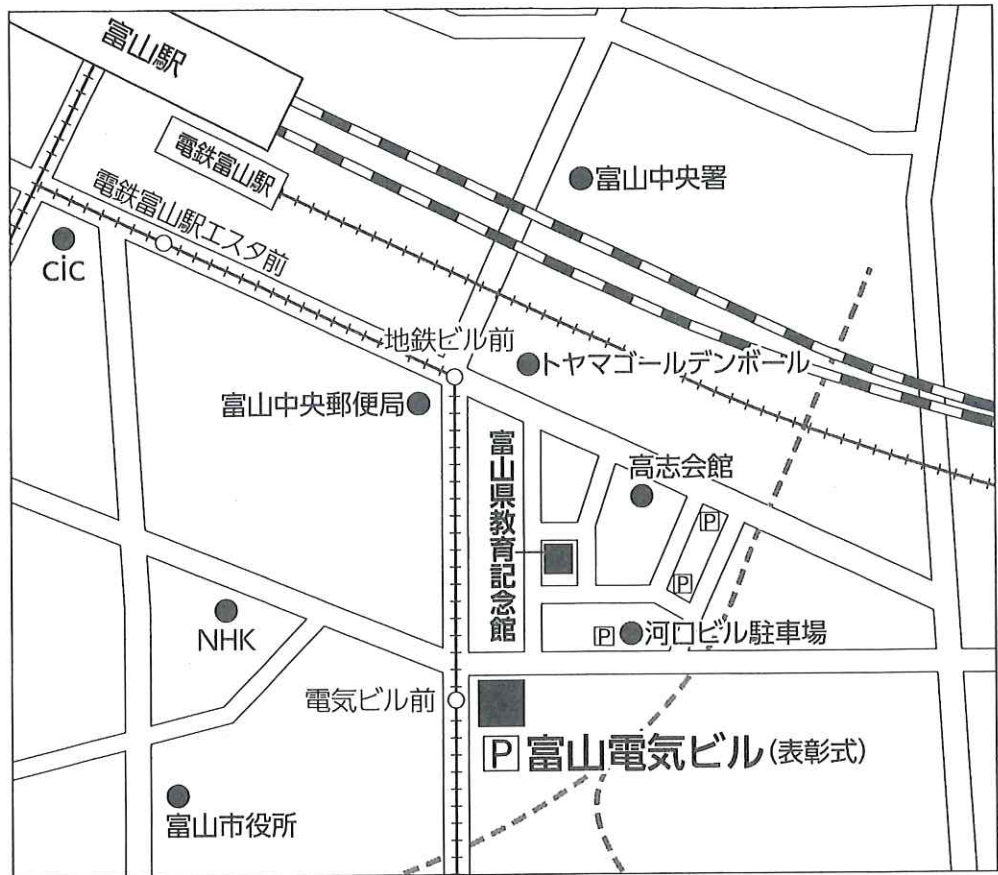 富山駅
電鉄富山駅
電鉄富山駅エスタ前
富山中央署
cic
地鉄ビル前
トヤマゴールデンボール
富山中央郵便局
高志会館
富山県教育記念館
P
P
NHK
P
河口ビル駐車場
電気ビル前
P 富山電気ビル(表彰式)
富山市役所